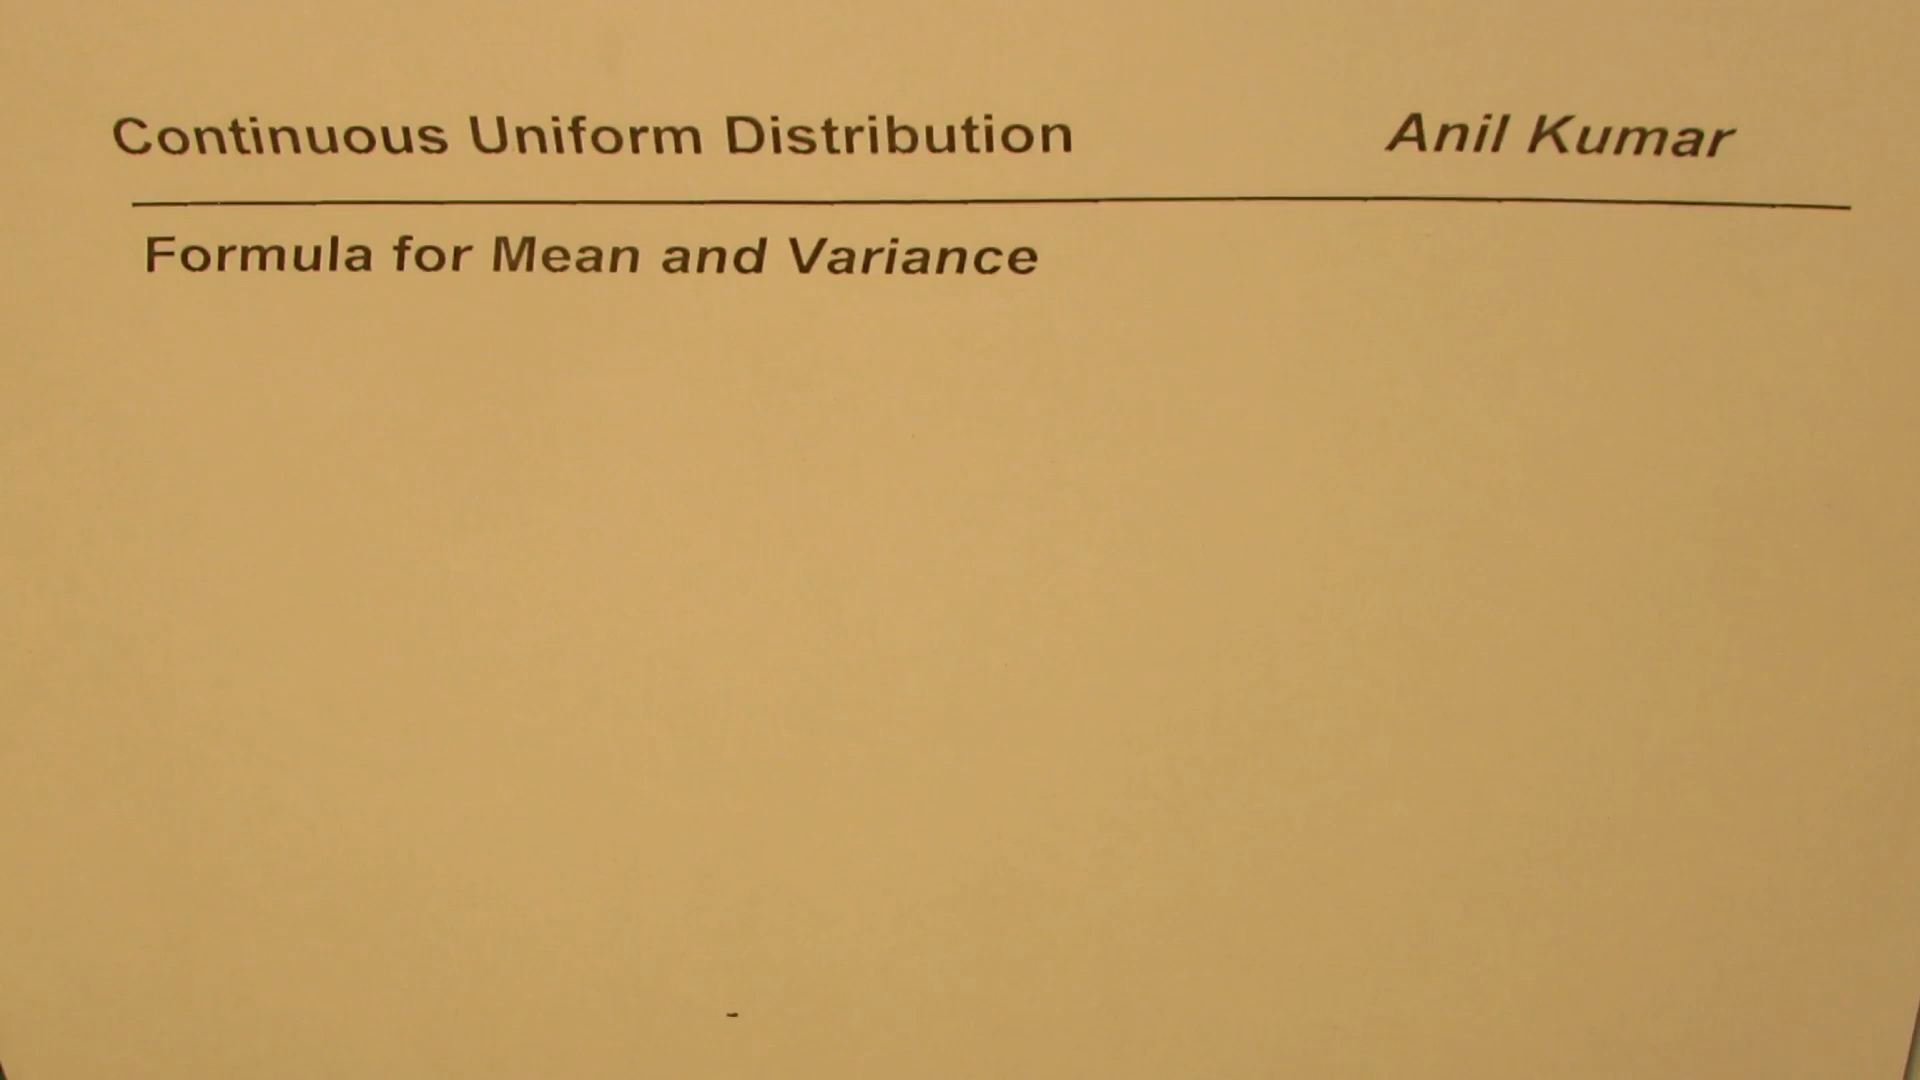 Continuous Uniform Distribution Anil Kumar
Formula for Mean and Variance